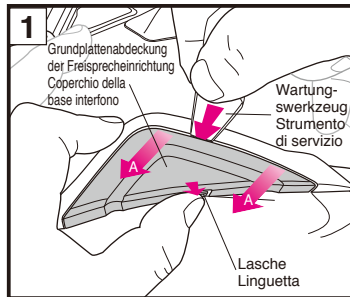 1
Grundplattenabdeckung
der Freisprecheinrichtung
Coperchio della
base interfono
Wartung-
swerkzeug
Strumento
di servizio
A
A
Lasche
Linguetta